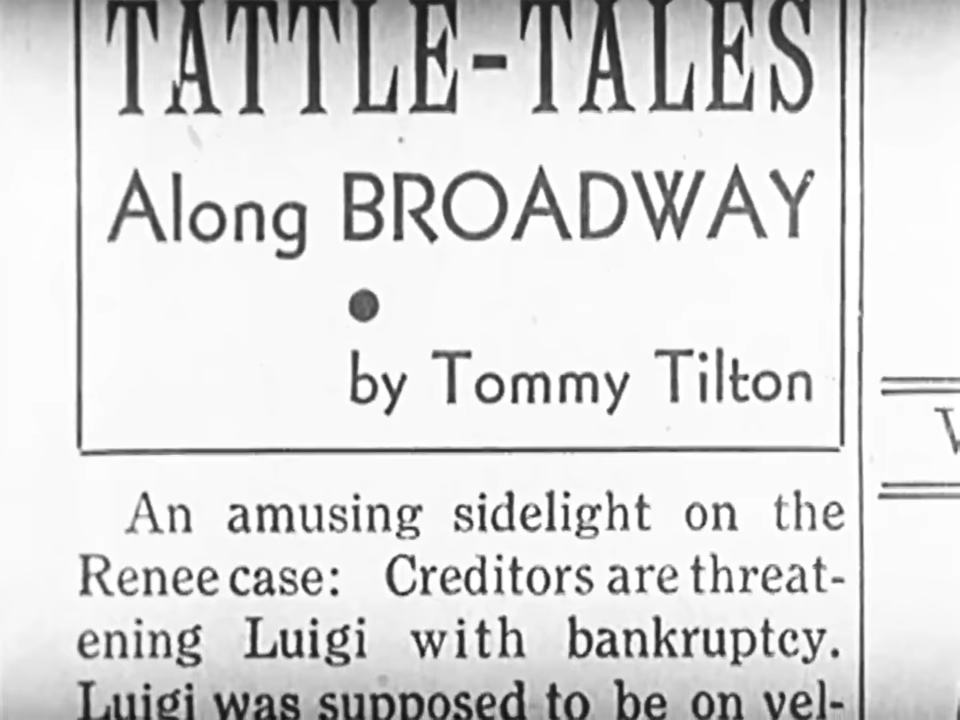 TATTLE-TALES
Along BROADWAY
by Tommy Tilton
An amusing sidelight on the
Renee case: Creditors are threat-
ening Luigi with bankruptcy.
Luigi was supposed to be on vel-